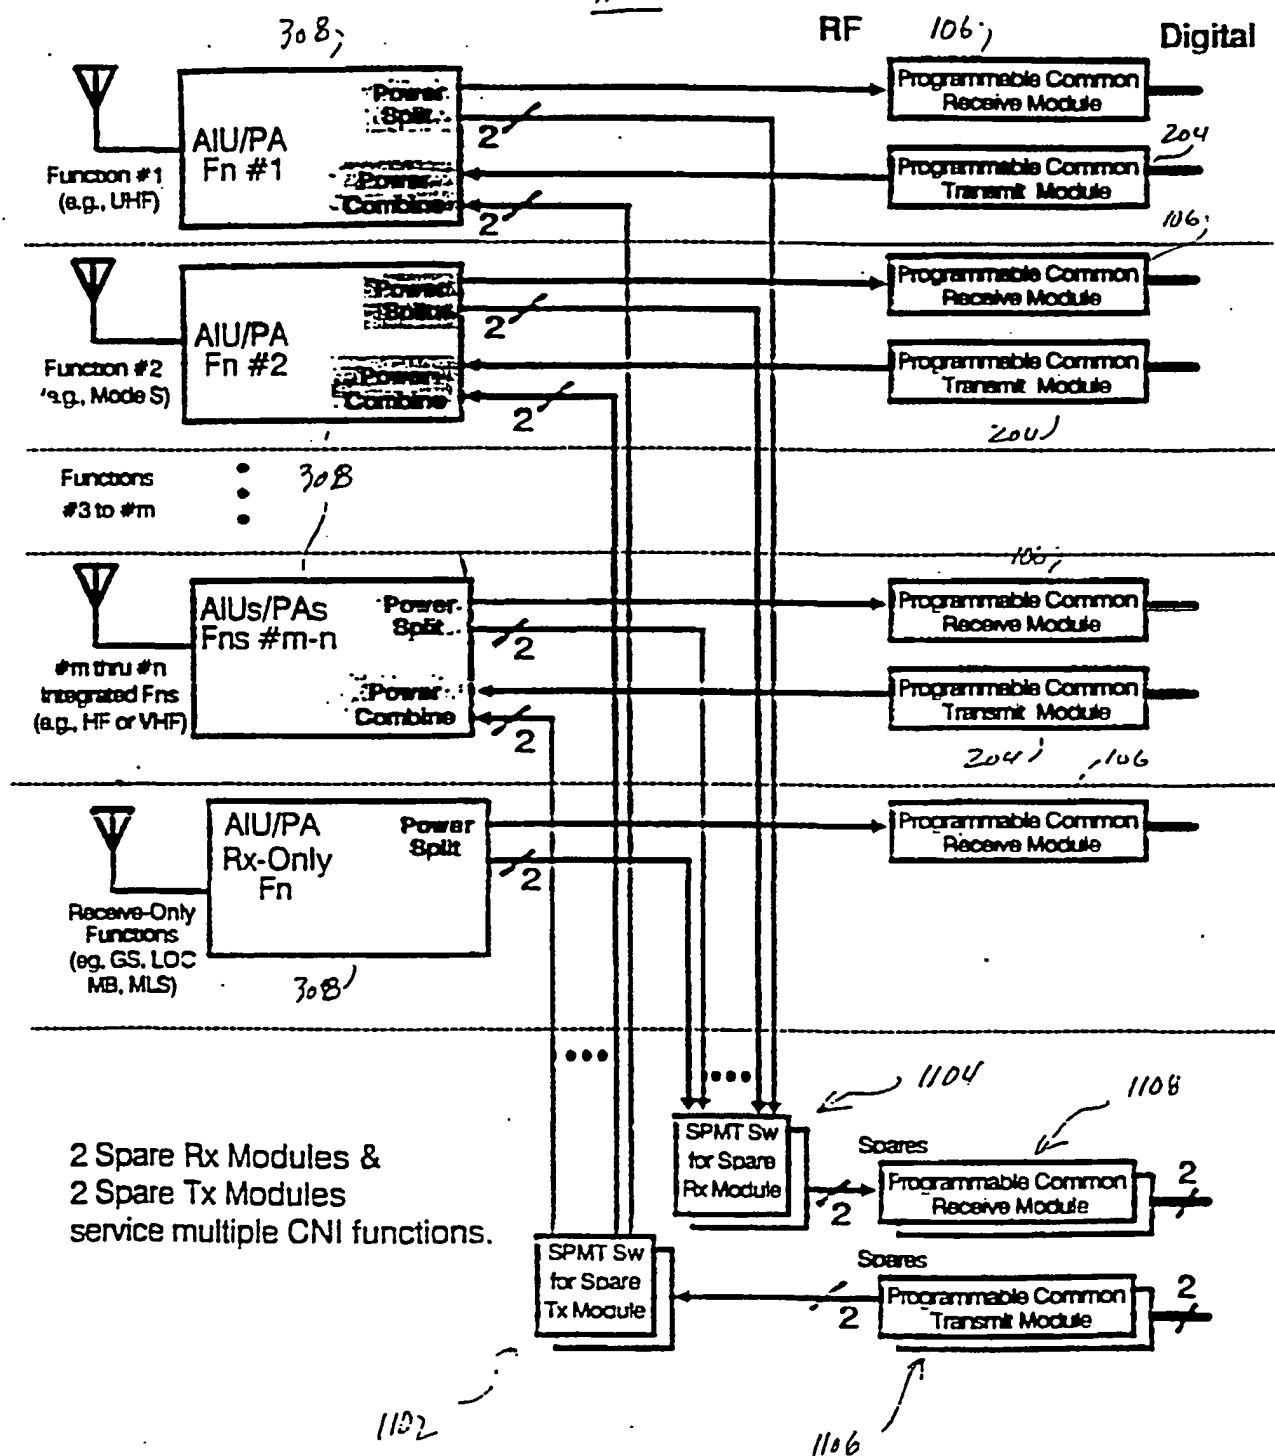 308
RF
106
Digital
Power
Split
AIU/PA
Fn #1
Power
Combine
2
2
Function #1
(e.g., UHF)
Programmable Common
Receive Module
204
Programmable Common
Transmit Module
106
Power
AIU/PA
Fn #2
Power
Combine
2
2
Function #2
e.g., Mode S)
Programmable Common
Receive Module
Programmable Common
Transmit Module
204
308
Functions
#3 to #m
308
AIUs/PAs
Fns #m-n
Power
Split
2
Power
Combine
2
#m thru #n
Integrated Fns
(e.g., HF or VHF)
Programmable Common
Receive Module
Programmable Common
Transmit Module
204
106
AIU/PA
Rx-Only
Fn
Power
Split
2
Programmable Common
Receive Module
Receive-Only
Functions
(eg, GS, LOC
MB, MLS)
308
1104
1108
2 Spare Rx Modules &
2 Spare Tx Modules
service multiple CNI functions.
SPMT Sw
for Spare
Rx Module
2
Spares
Programmable Common
Receive Module
2
SPMT Sw
for Spare
Tx Module
2
Spares
Programmable Common
Transmit Module
2
1102
1106